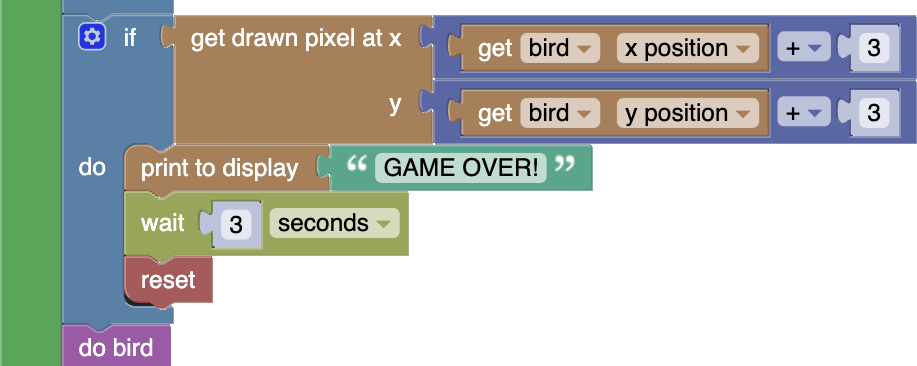 if get drawn pixel at x get bird x position + 3
y get bird y position + 3
do print to display “ GAME OVER! ”
wait 3 seconds
reset
do bird